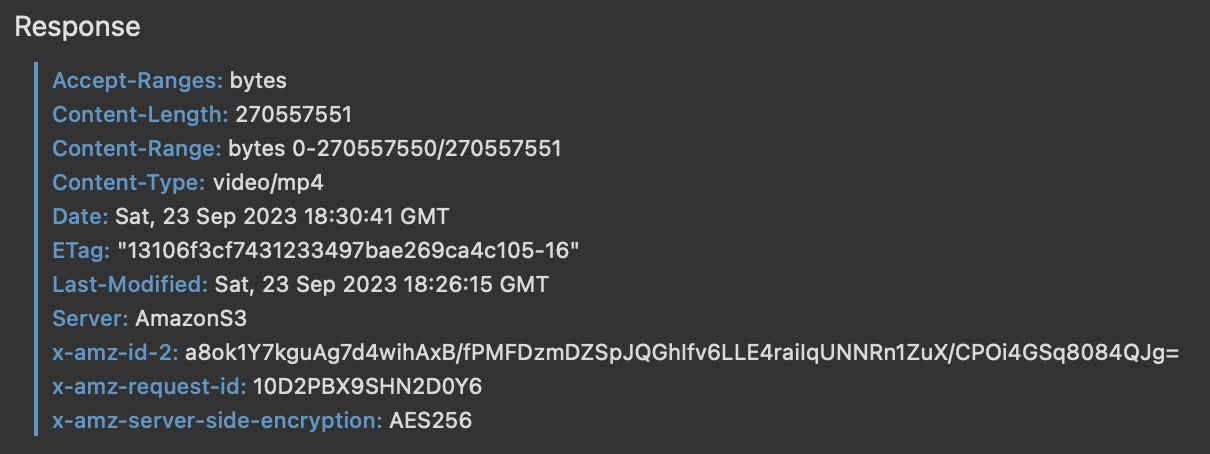 Response
Accept-Ranges: bytes
Content-Length: 270557551
Content-Range: bytes 0-270557550/270557551
Content-Type: video/mp4
Date: Sat, 23 Sep 2023 18:30:41 GMT
ETag: "13106f3cf7431233497bae269ca4c105-16"
Last-Modified: Sat, 23 Sep 2023 18:26:15 GMT
Server: AmazonS3
x-amz-id-2: a8ok1Y7kguAg7d4wihAxB/fPMFDzmDZSpJQGhlfv6LLE4railqUNNRn1ZuX/CPOi4GSq8084QJg=
x-amz-request-id: 10D2PBX9SHN2D0Y6
x-amz-server-side-encryption: AES256